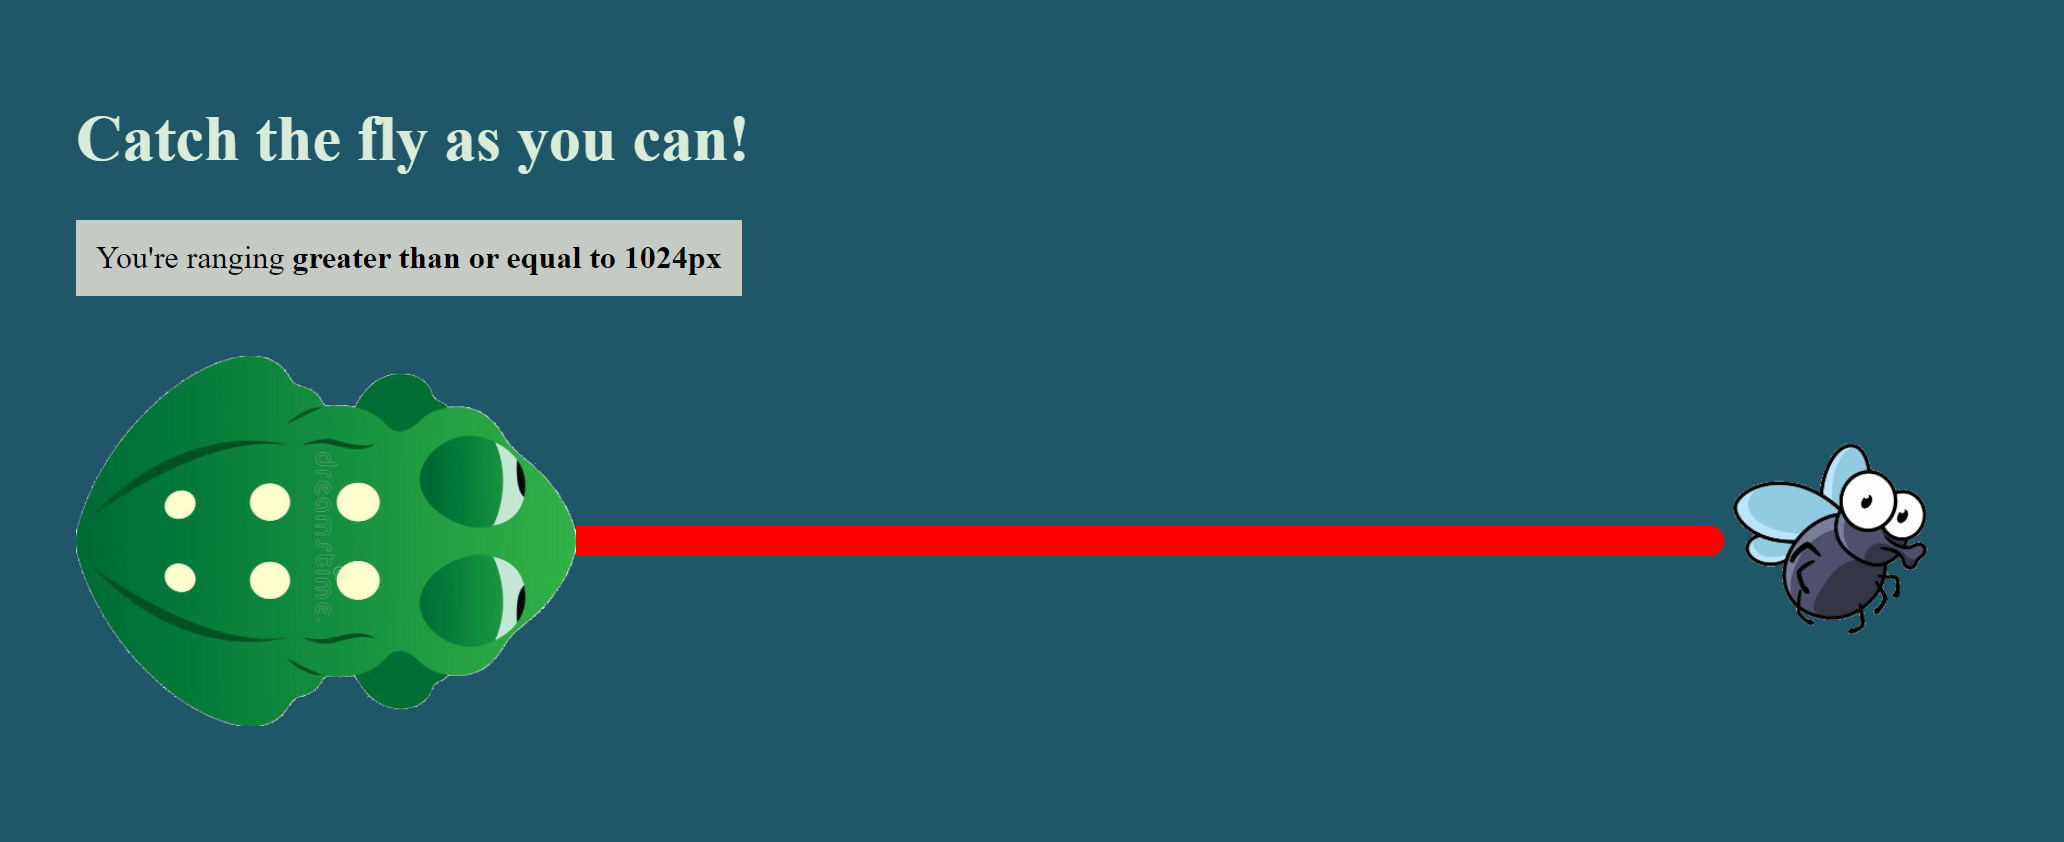 Catch the fly as you can!
You're ranging greater than or equal to 1024px
dreamstime.